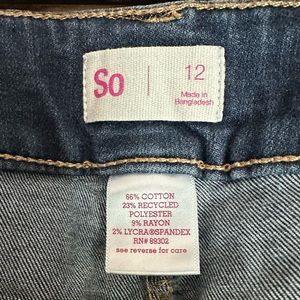 So | 12
Made in
Bangladesh
66% COTTON
23% RECYCLED
POLYESTER
9% RAYON
2% LYCRA®SPANDEX
RN# 89302
see reverse for care